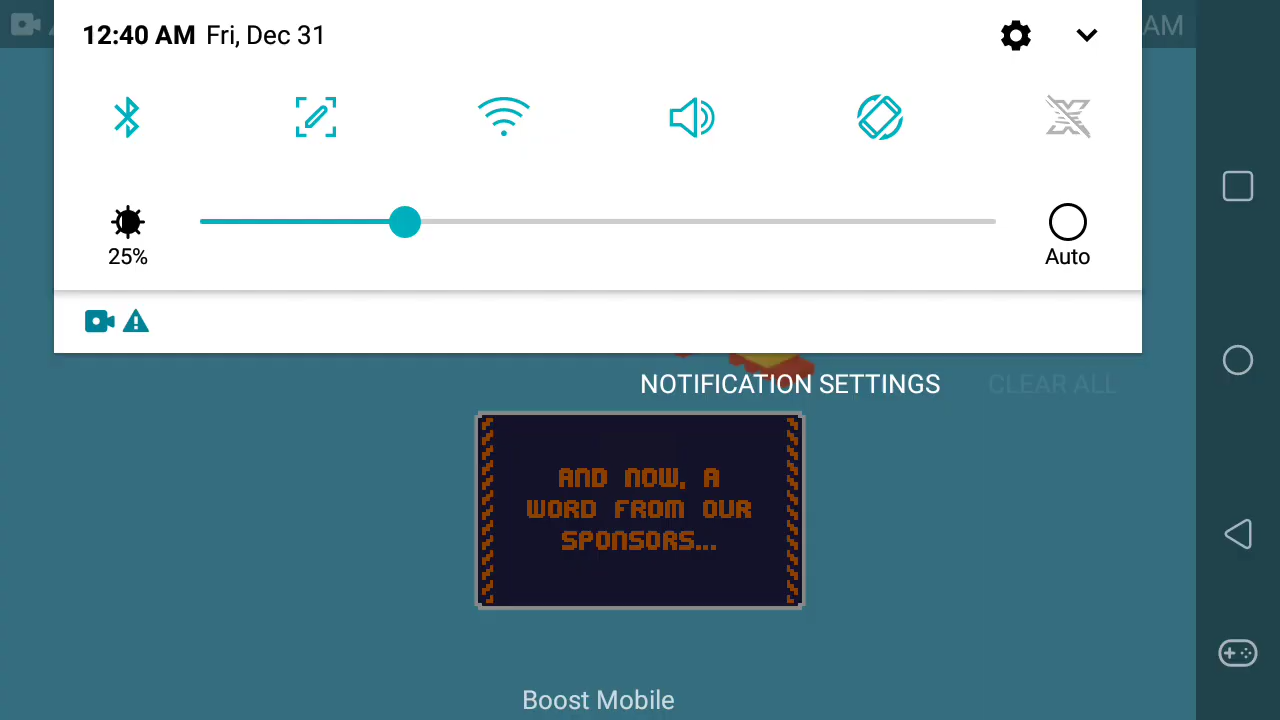 AM
12:40 AM Fri, Dec 31
25%
Auto
NOTIFICATION SETTINGS
CLEAR ALL
AND NOW, A
WORD FROM OUR
SPONSORS...
Boost Mobile